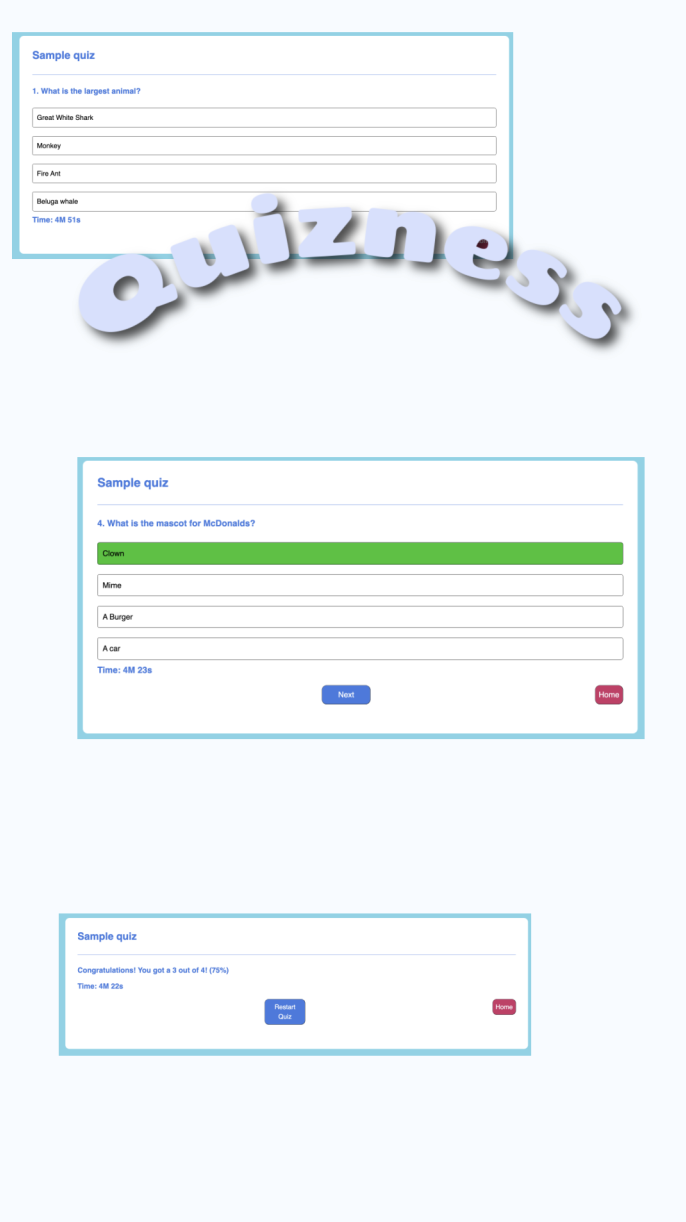 Sample quiz
1. What is the largest animal?
Great White Shark
Monkey
Fire Ant
Beluga whale
Time: 4M 51s
Quizness
Sample quiz
4. What is the mascot for McDonalds?
Clown
Mime
A Burger
A car
Time: 4M 23s
Next
Home
Sample quiz
Congratulations! You got a 3 out of 4! (75%)
Time: 4M 22s
Restart
Quiz
Home